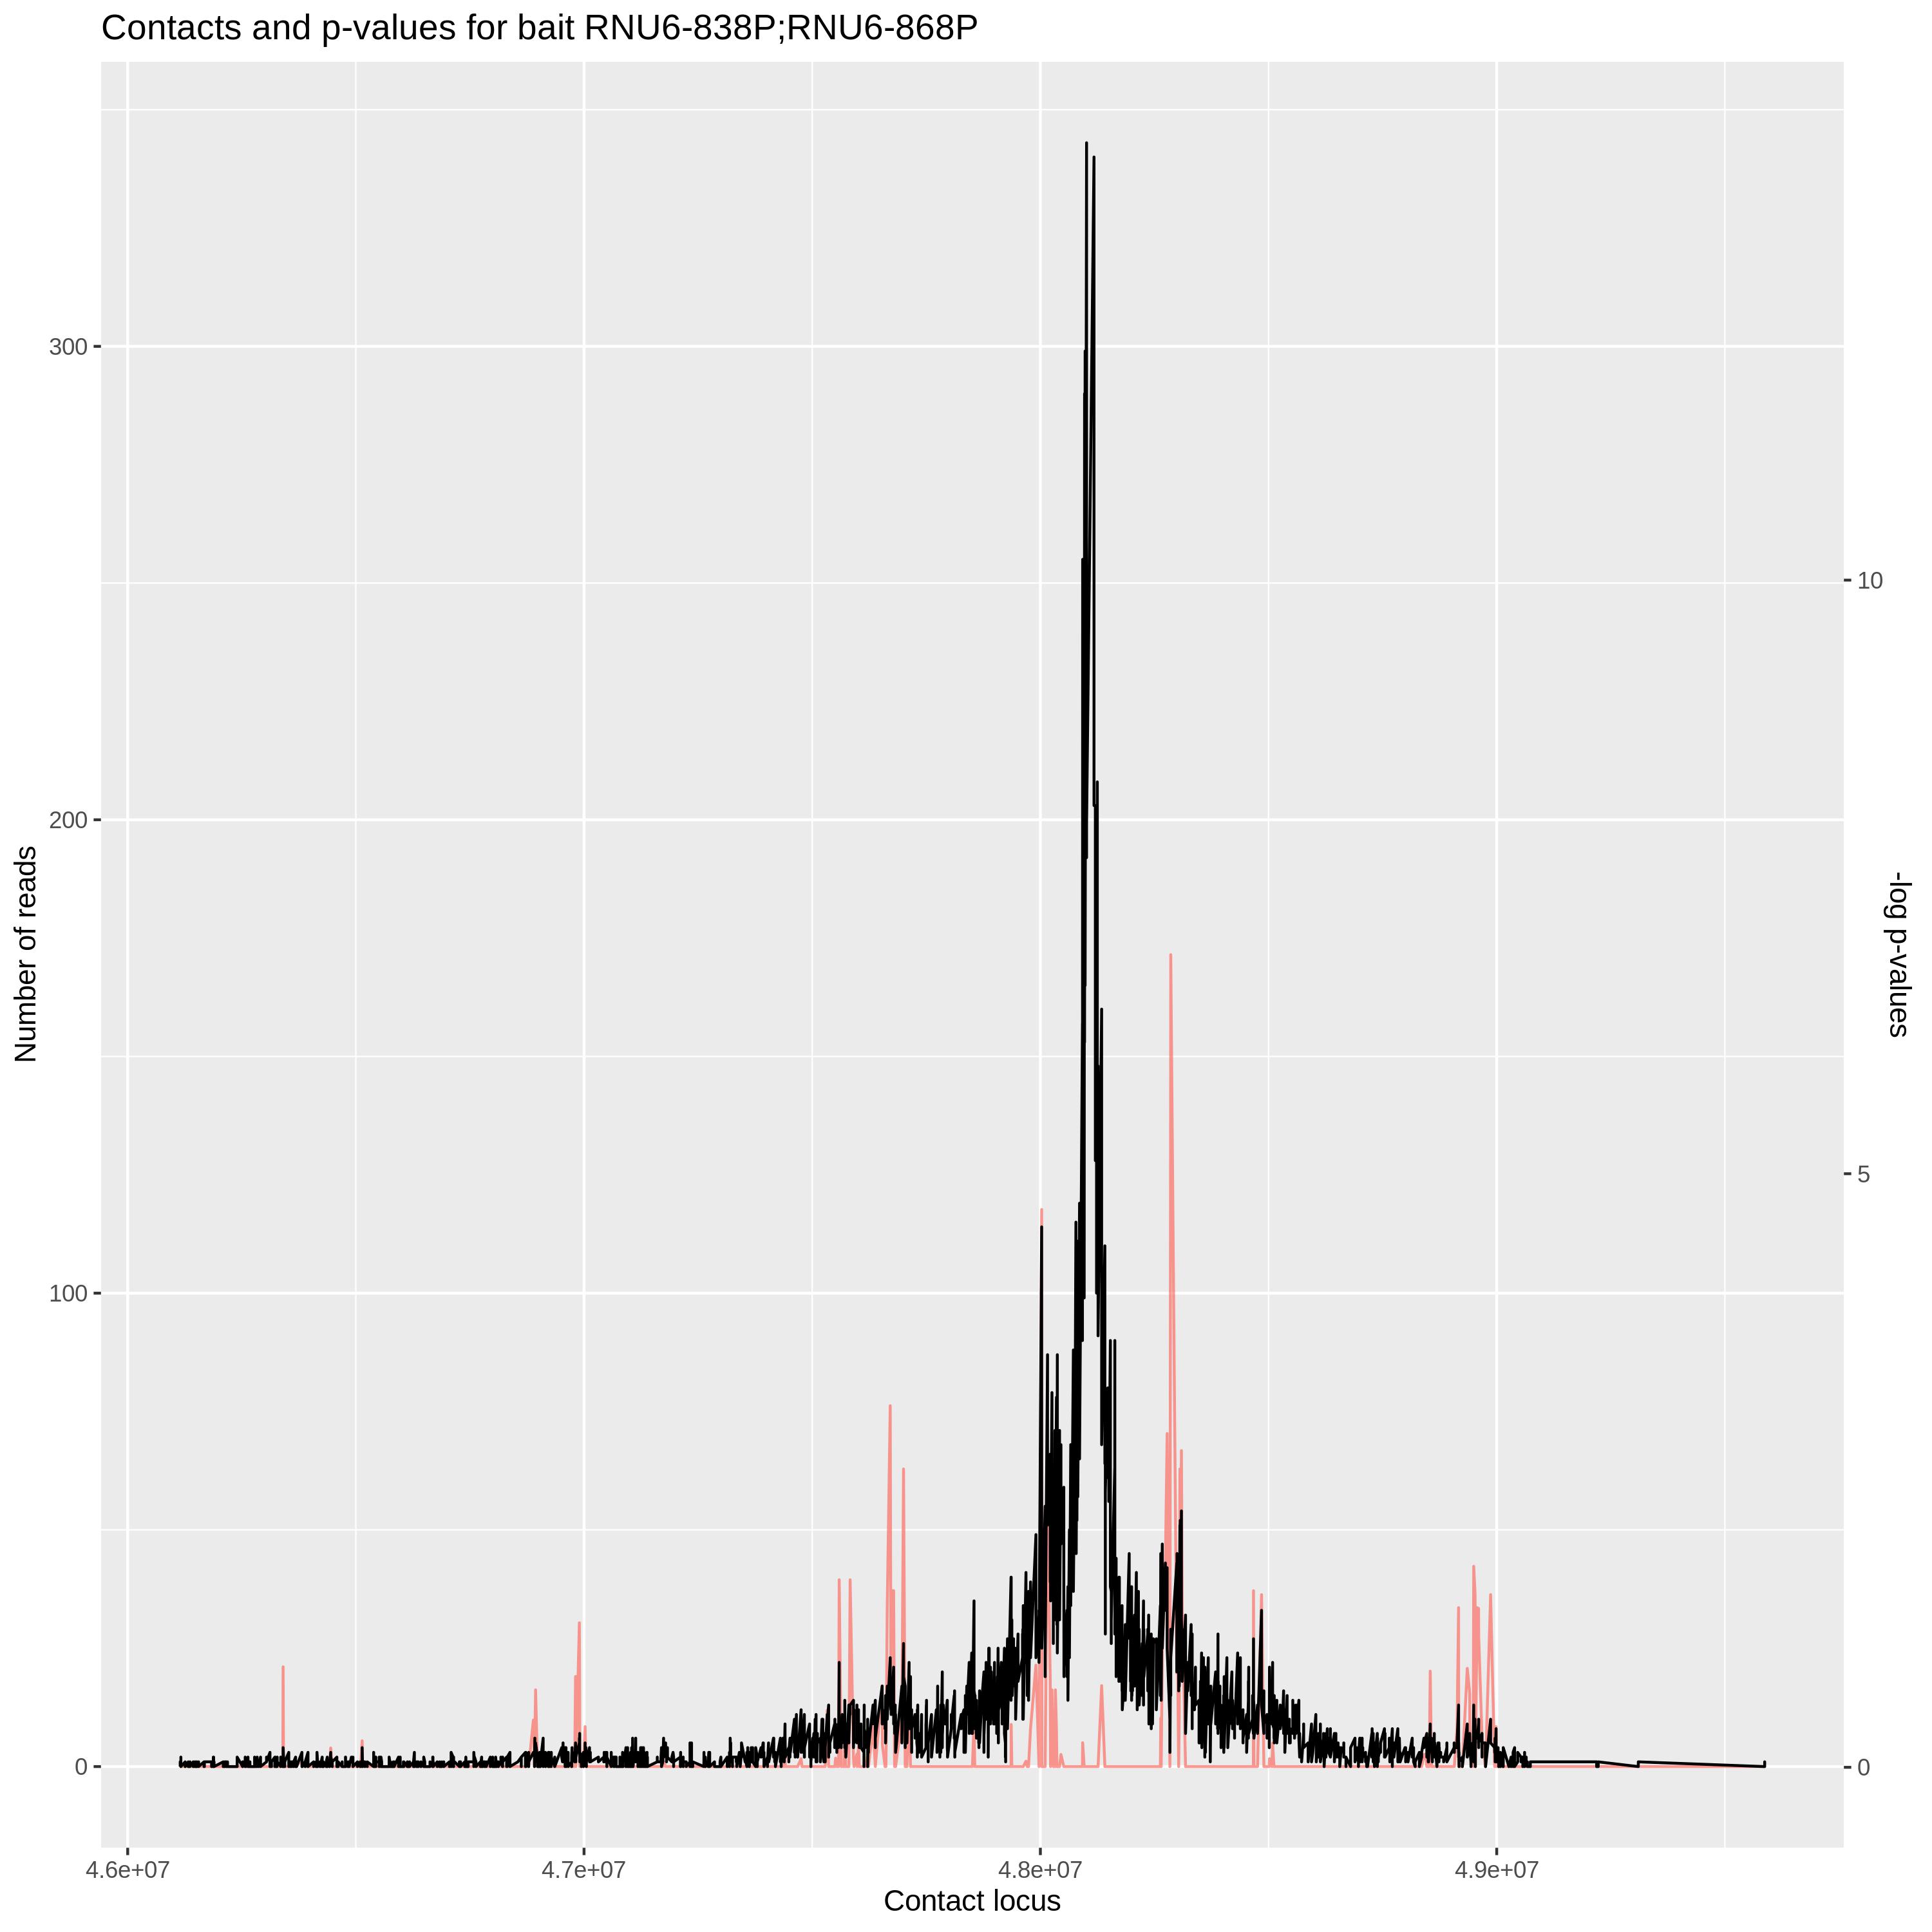 Contacts and p-values for bait RNU6-838P;RNU6-868P
300
200
100
0
Number of reads
10
5
0
-log p-values
4.6e+07 4.7e+07 4.8e+07 4.9e+07
Contact locus